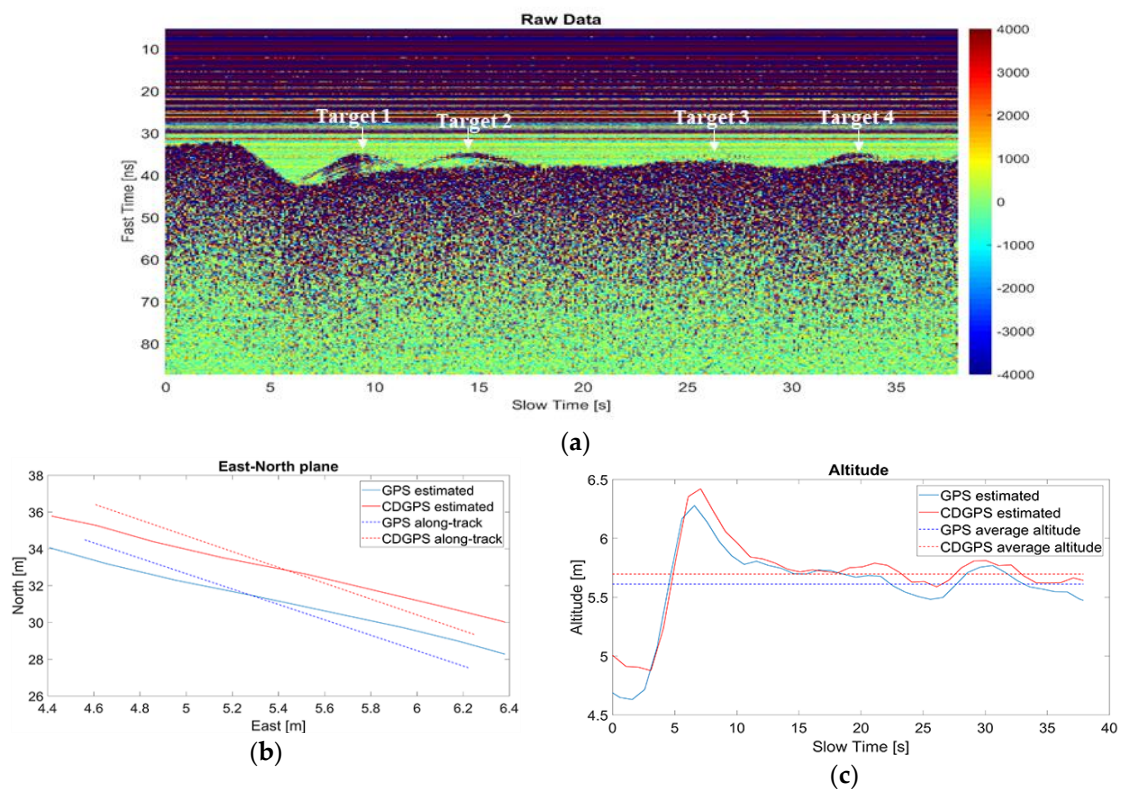 Raw Data
Target 1
Target 2
Target 3
Target 4
10
20
30
40
50
60
70
80
Fast Time [ns]
0
5
10
15
20
25
30
35
Slow Time [s]
4000
3000
2000
1000
0
-1000
-2000
-3000
-4000
(a)
East-North plane
GPS estimated
CDGPS estimated
GPS along-track
CDGPS along-track
38
36
34
32
30
28
26
North [m]
4.4
4.6
4.8
5
5.2
5.4
5.6
5.8
6
6.2
6.4
East [m]
(b)
Altitude
GPS estimated
CDGPS estimated
GPS average altitude
CDGPS average altitude
6.5
6
5.5
5
4.5
Altitude [m]
0
5
10
15
20
25
30
35
40
Slow Time [s]
(c)